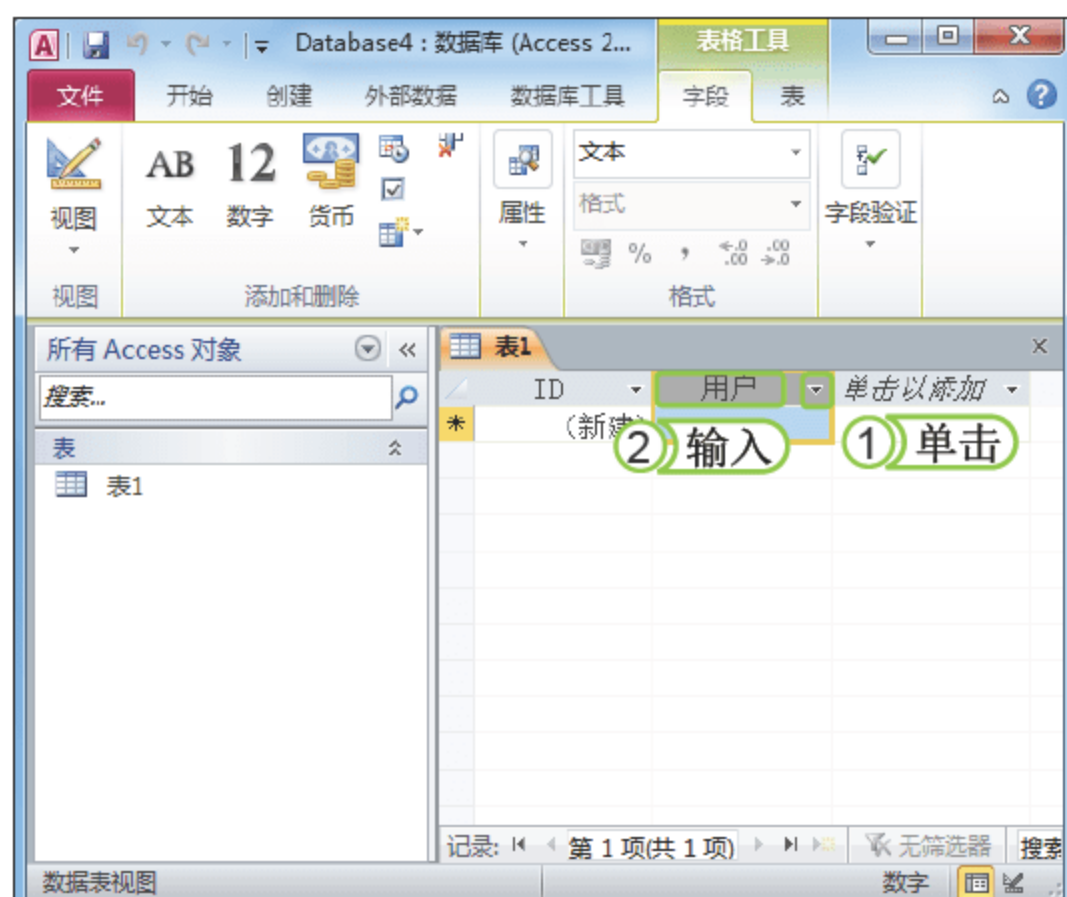 Database4 : 数据库 (Access 2... 表格工具
文件 开始 创建 外部数据 数据库工具 字段 表
AB 12 文本
视图 文本 数字 货币 属性 格式 字段验证
% , .0 .00 .00 .0
视图 添加和删除 格式
所有 Access 对象 « 表1 ×
搜索... ID 用户 单击以添加
* (新建)
② 输入 ① 单击
表
表1
记录: 第 1 项(共 1 项) 无筛选器 搜索
数据表视图 数字